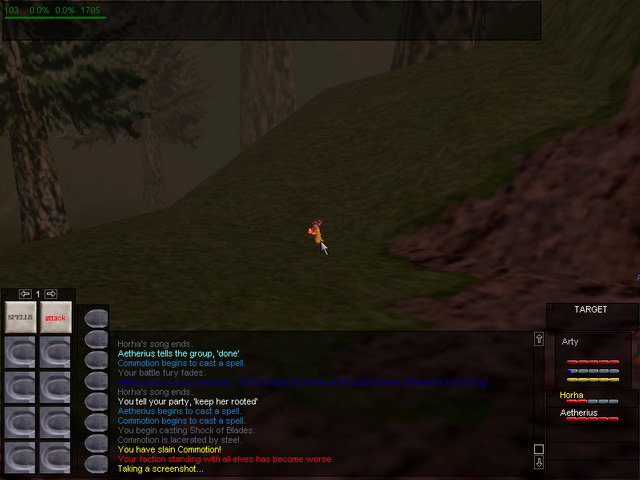 103 0.0% 0.0% 1705
1
SPELLS attack
Horha's song ends.
Aetherius tells the group, 'done'
Commotion begins to cast a spell.
Your battle fury fades.
Horha's song ends.
You tell your party, 'keep her rooted'
Aetherius begins to cast a spell.
Commotion begins to cast a spell.
You begin casting Shock of Blades.
Commotion is lacerated by steel.
You have slain Commotion!
Your faction standing with all elves has become worse.
Taking a screenshot...
TARGET
Arty
Horha
Aetherius